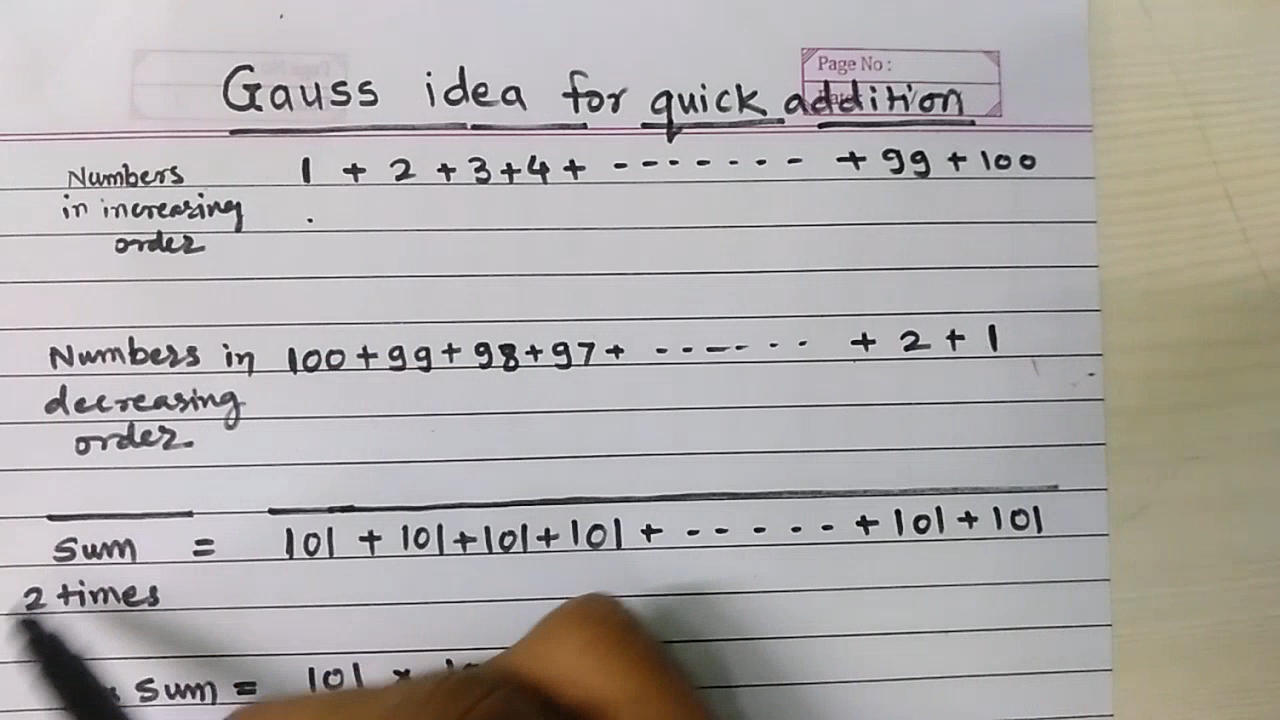 Page No :
Gauss idea for quick addition
Numbers 1 + 2 + 3 + 4 + - - - - - - - - + 99 + 100
in increasing
order
Numbers in 100 + 99 + 98 + 97 + - - - - - - - + 2 + 1
decreasing
order.
Sum = 101 + 101 + 101 + 101 + - - - - - + 101 + 101
2 times
sum = 101 ×